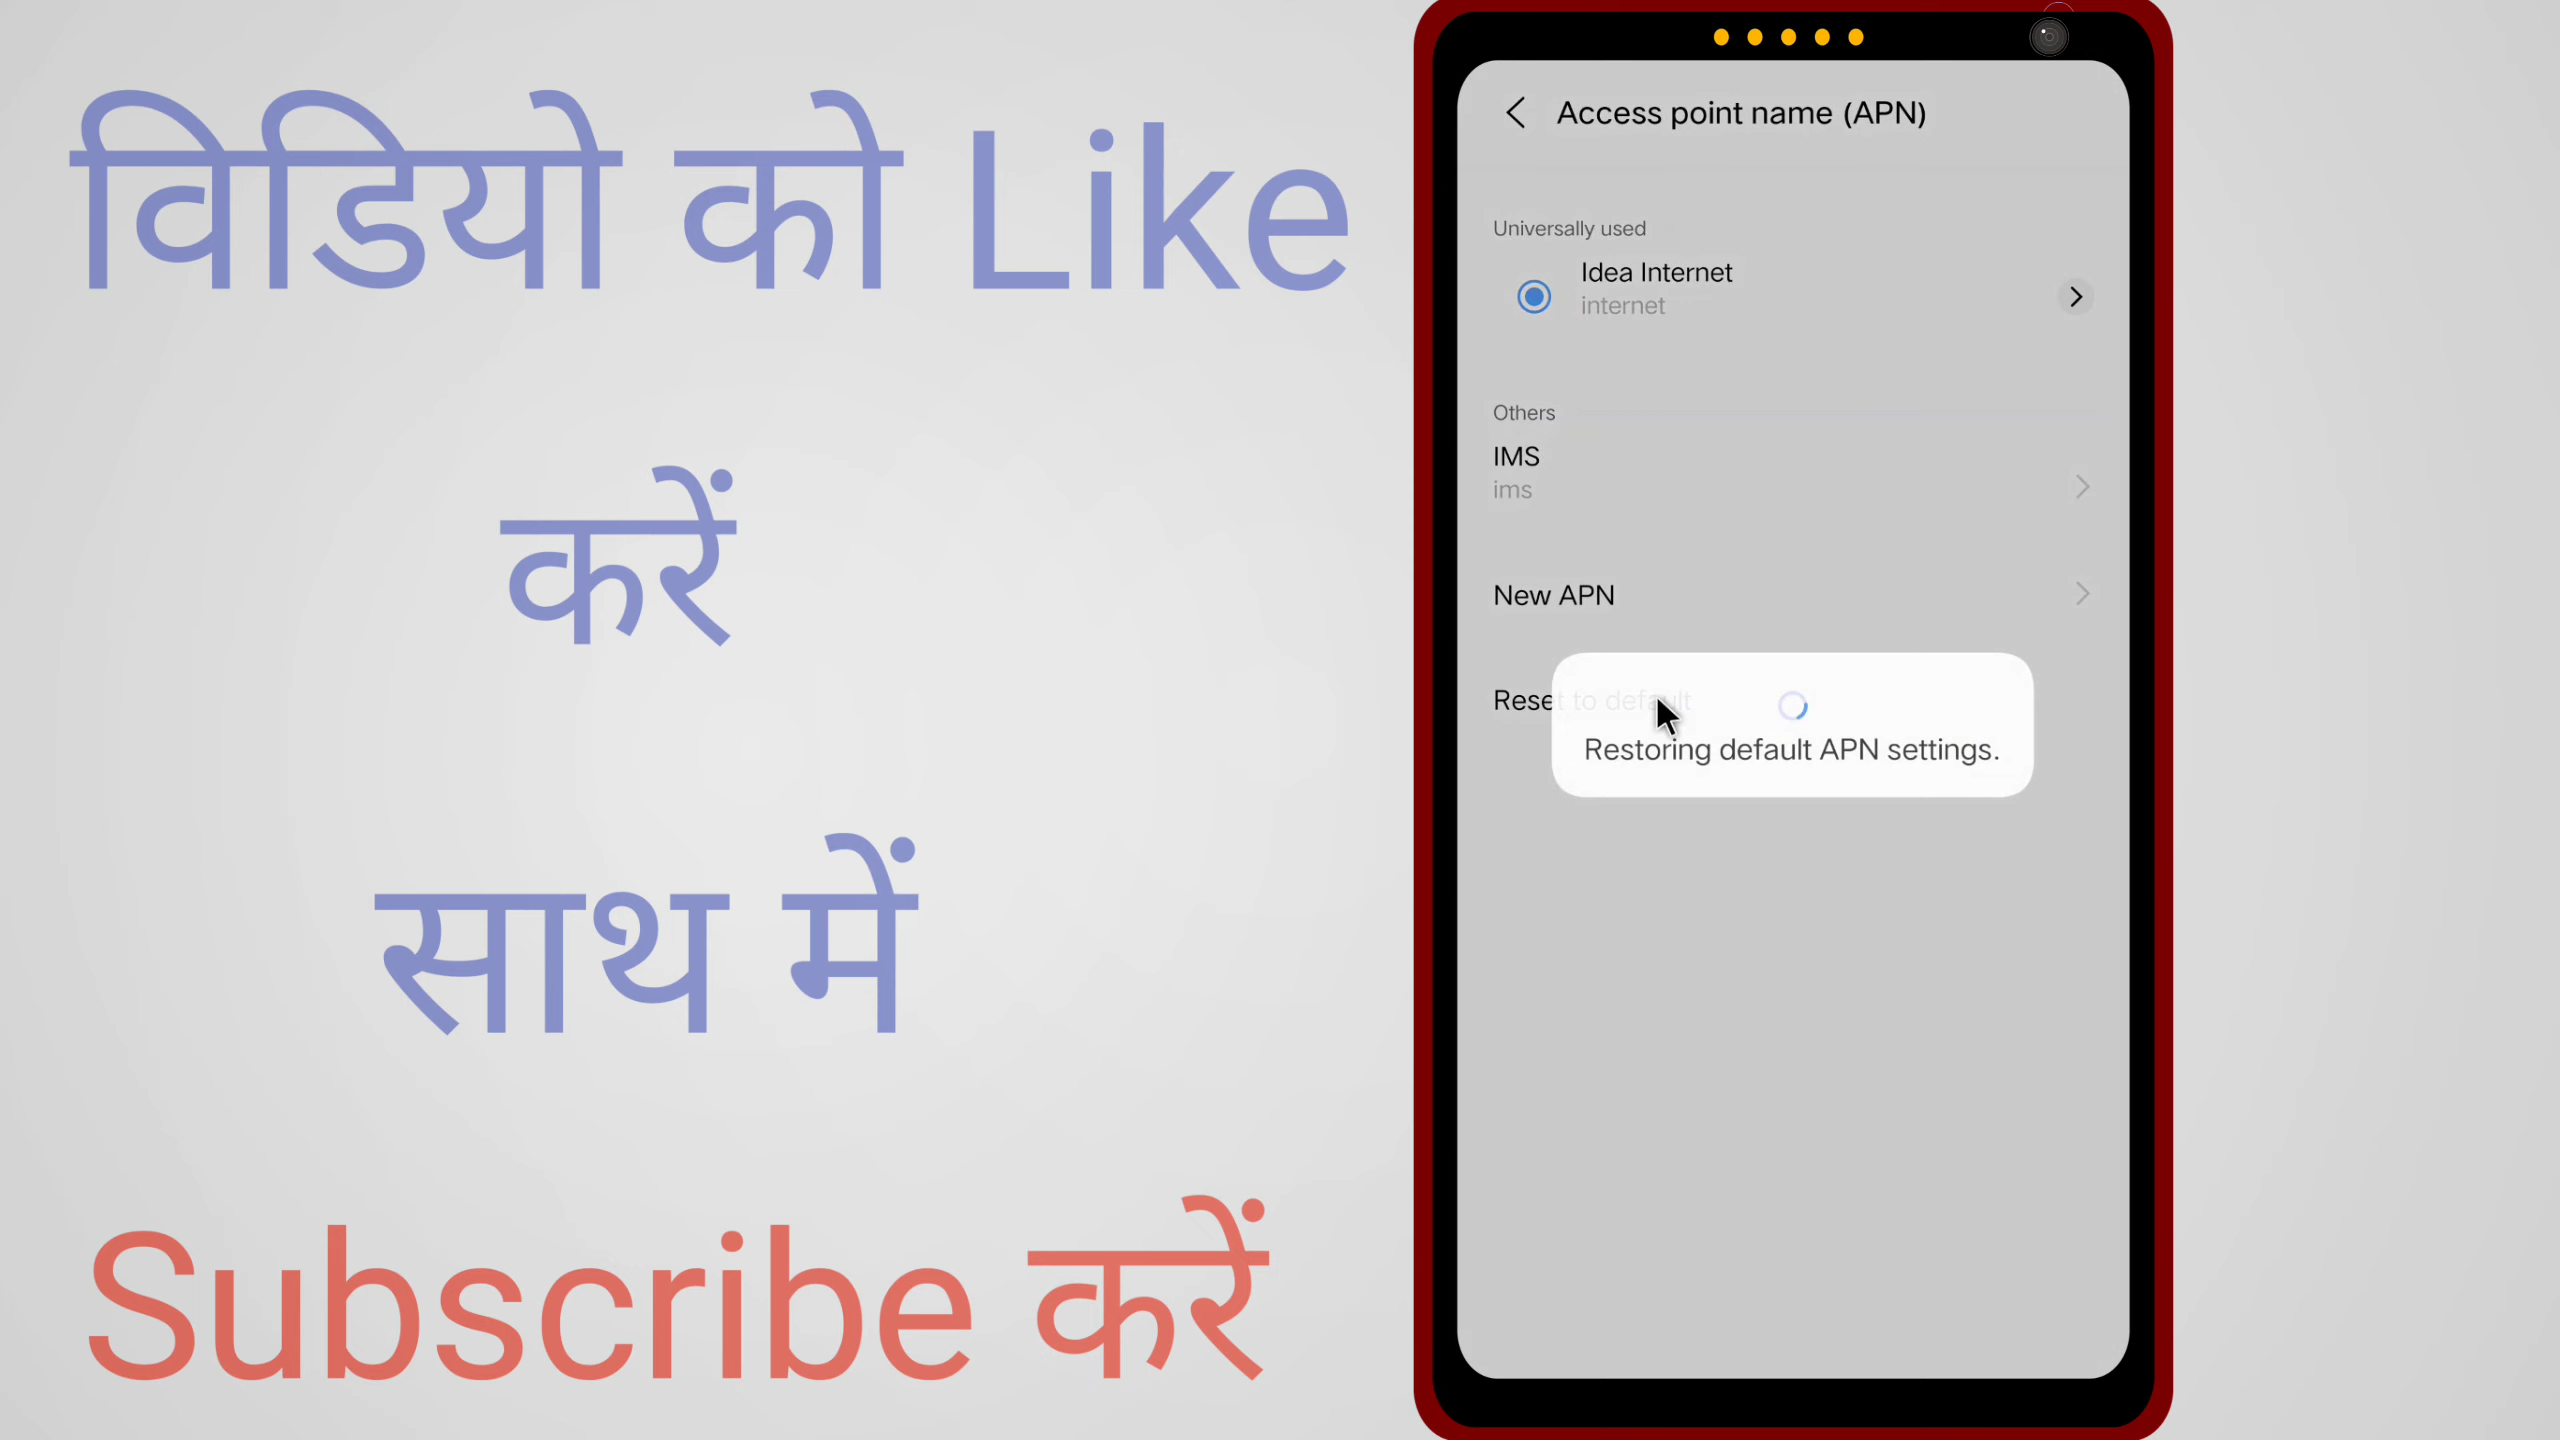 विडियो को Like
करें
साथ में
Subscribe करें
Access point name (APN)
Universally used
Idea Internet
internet
Others
IMS
ims
New APN
Reset to default
Restoring default APN settings.